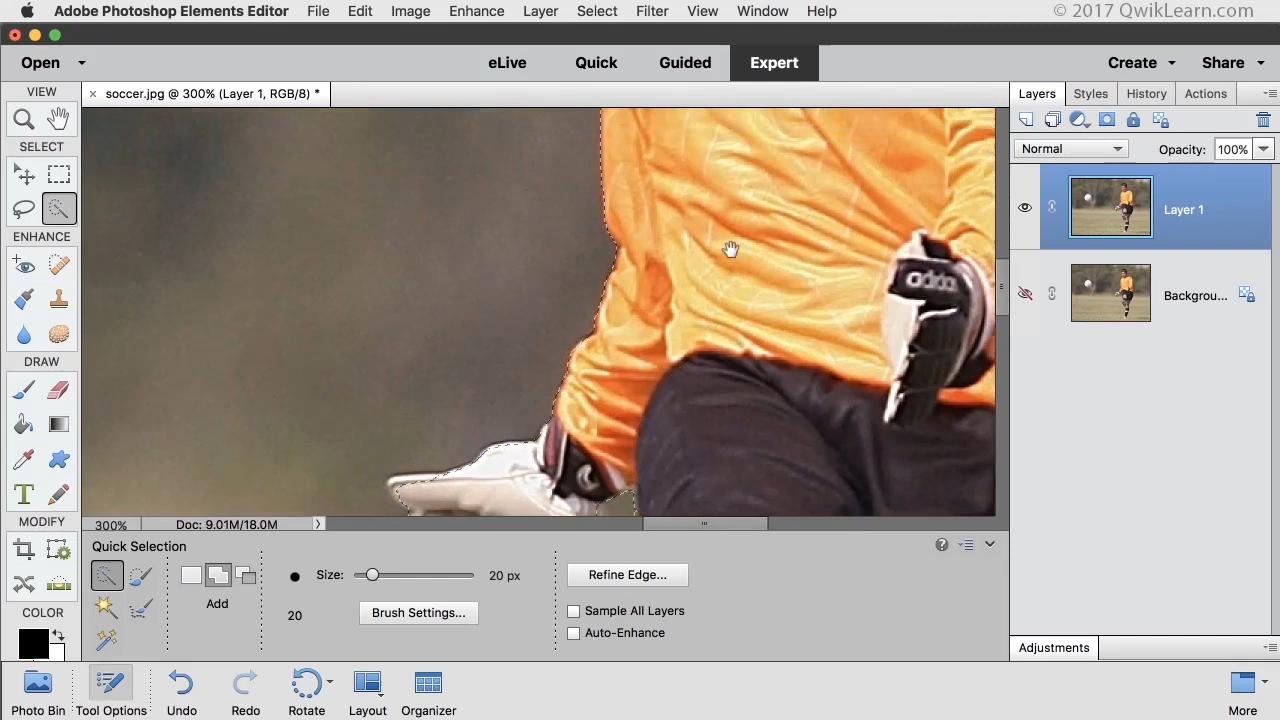 Adobe Photoshop Elements Editor File Edit Image Enhance Layer Select Filter View Window Help © 2017 QwikLearn.com
Open eLive Quick Guided Expert Create Share
VIEW × soccer.jpg @ 300% (Layer 1, RGB/8) * Layers Styles History Actions
SELECT
Normal Opacity: 100%
Layer 1
ENHANCE
adida
Backgrou...
DRAW
T
MODIFY
300% Doc: 9.01M/18.0M
Quick Selection
Size: 20 px Refine Edge...
Add
COLOR
20 Brush Settings... Sample All Layers
Auto-Enhance
Adjustments
Photo Bin Tool Options Undo Redo Rotate Layout Organizer More